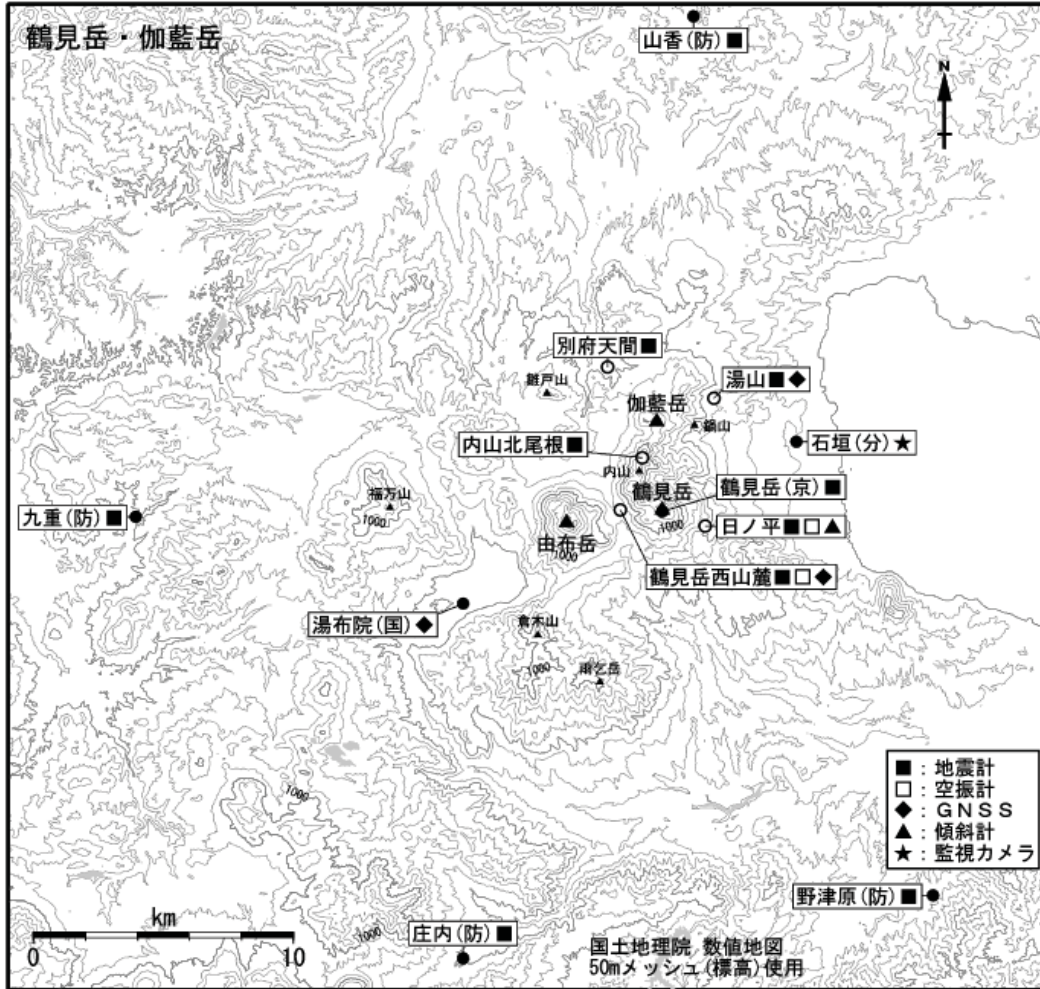 鶴見岳・伽藍岳
山香(防)■
N
別府天間■
雛戸山
湯山■◆
伽藍岳
鍋山
石垣(分)★
内山北尾根■
内山
鶴見岳(京)■
鶴見岳
福万山
1000
九重(防)■
1000
日ノ平■□▲
由布岳
1000
鶴見岳西山麓■□◆
湯布院(国)◆
倉木山
1000
雨乞岳
■：地震計
□：空振計
◆：GNSS
▲：傾斜計
★：監視カメラ
1000
野津原(防)■
km
0 10
1000
庄内(防)■
国土地理院 数値地図
50mメッシュ(標高)使用